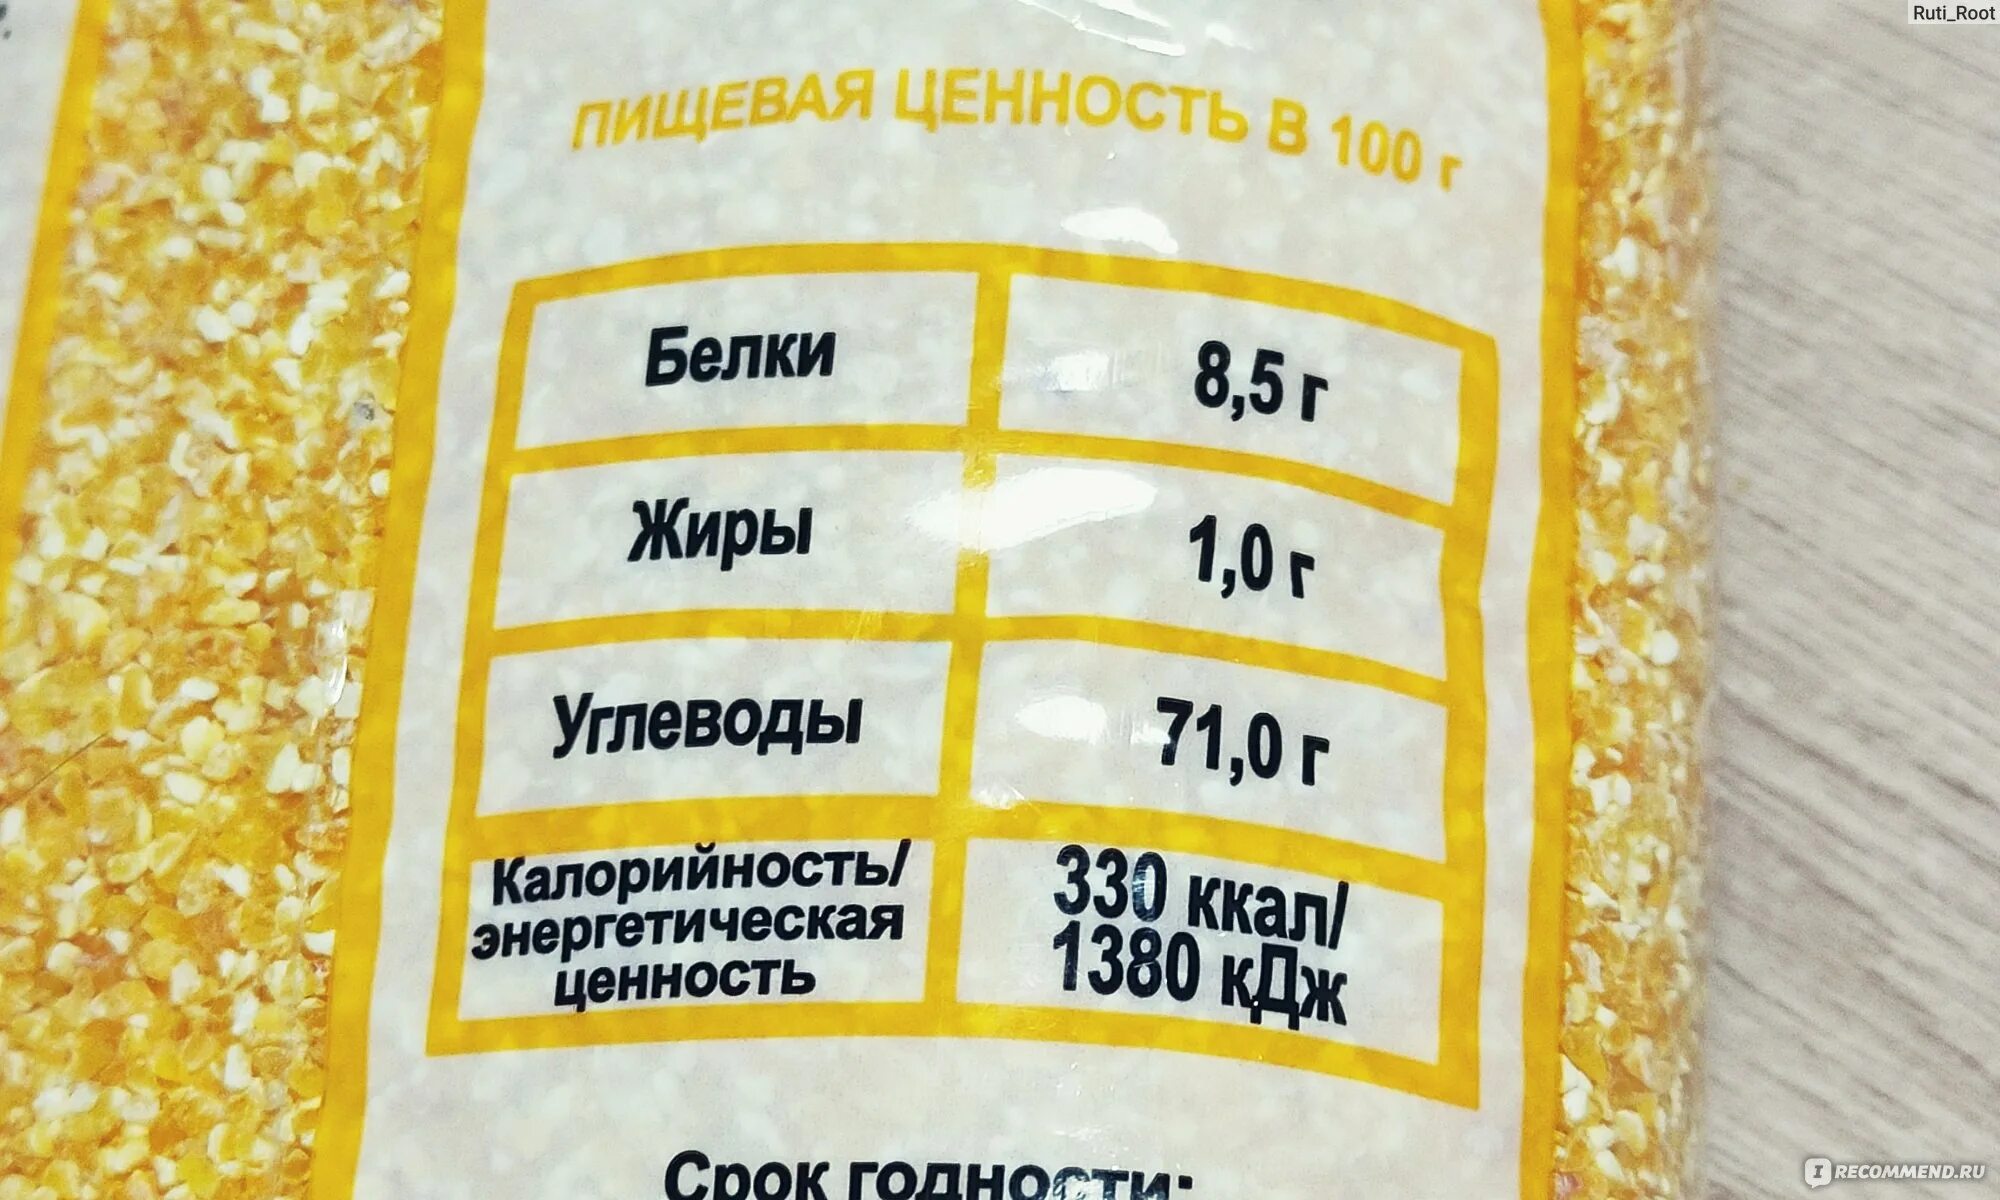 Ruti_Root
ПИЩЕВАЯ ЦЕННОСТЬ В 100 г
Белки 8,5 г
Жиры 1,0 г
Углеводы 71,0 г
Калорийность/
энергетическая
ценность
330 ккал/
1380 кДж
Срок годности:
IRECOMMEND.RU